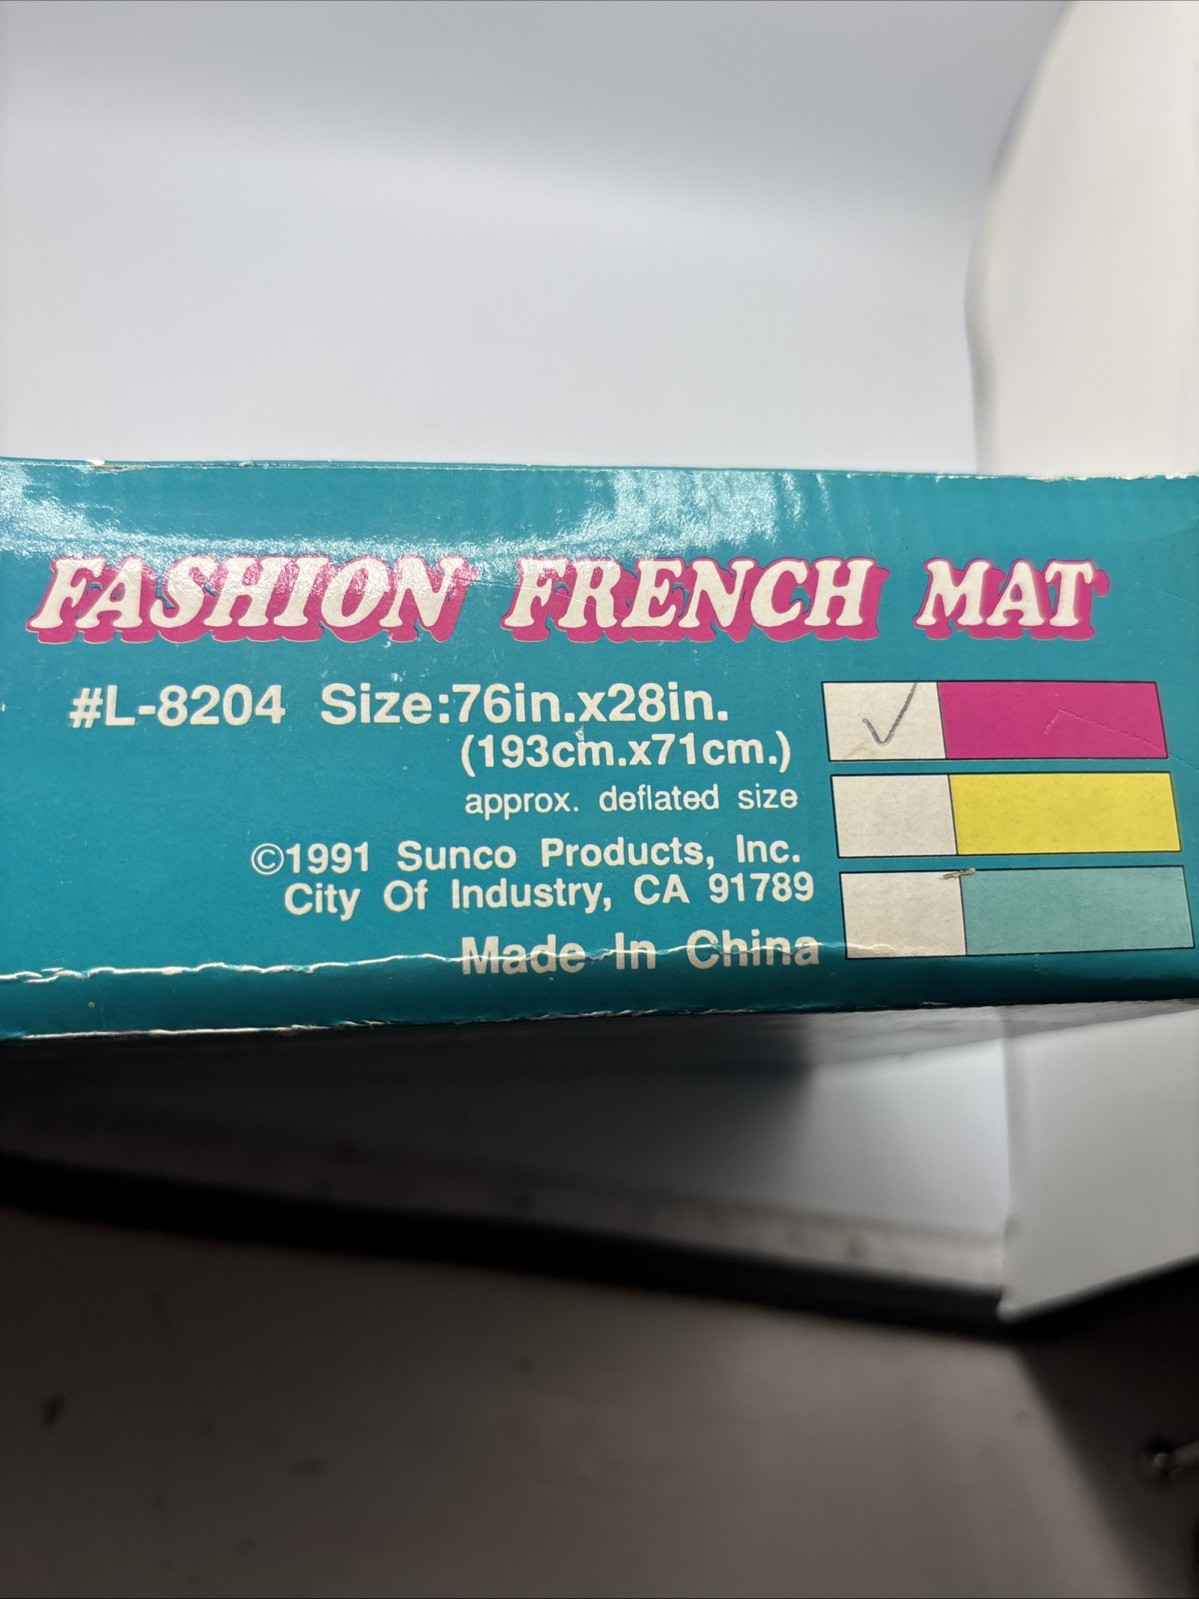 FASHION FRENCH MAT
#L-8204 Size:76in.x28in.
(193cm.x71cm.)
approx. deflated size
©1991 Sunco Products, Inc.
City Of Industry, CA 91789
Made In China